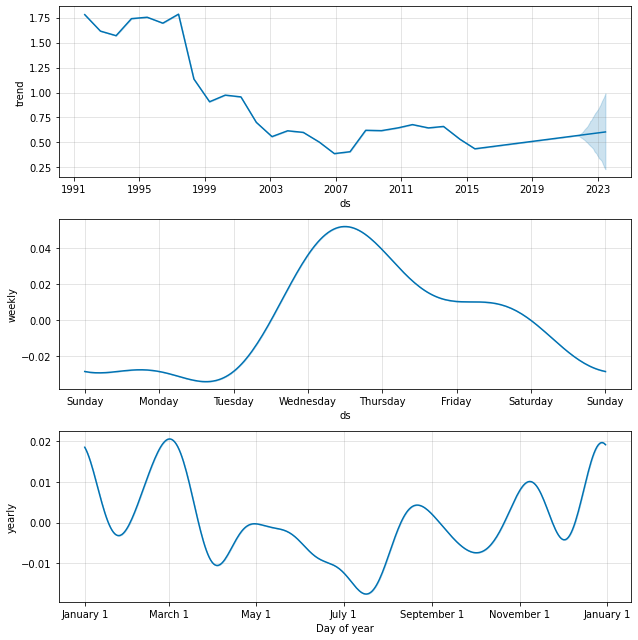 1.75
1.50
1.25
1.00
0.75
0.50
0.25
trend
1991 1995 1999 2003 2007 2011 2015 2019 2023
ds
0.04
0.02
0.00
−0.02
weekly
Sunday Monday Tuesday Wednesday Thursday Friday Saturday Sunday
ds
0.02
0.01
0.00
−0.01
yearly
January 1 March 1 May 1 July 1 September 1 November 1 January 1
Day of year